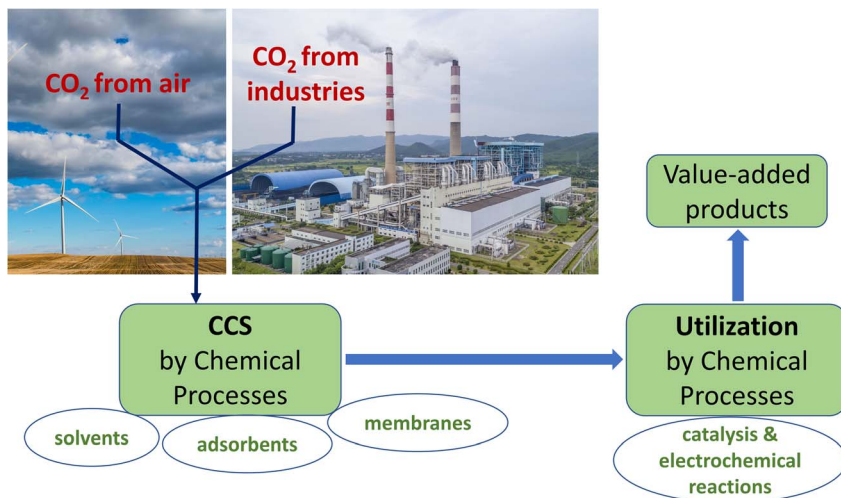 CO₂ from air
CO₂ from
industries
Value-added
products
CCS
by Chemical
Processes
Utilization
by Chemical
Processes
solvents
adsorbents
membranes
catalysis &
electrochemical
reactions